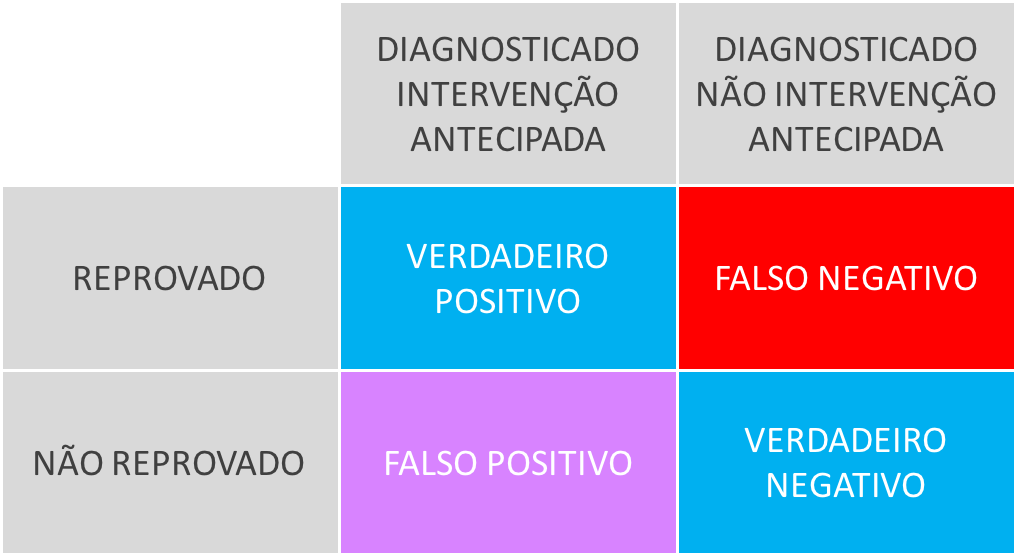 DIAGNOSTICADO
INTERVENÇÃO
ANTECIPADA
DIAGNOSTICADO
NÃO INTERVENÇÃO
ANTECIPADA
REPROVADO
VERDADEIRO
POSITIVO
FALSO NEGATIVO
NÃO REPROVADO
FALSO POSITIVO
VERDADEIRO
NEGATIVO